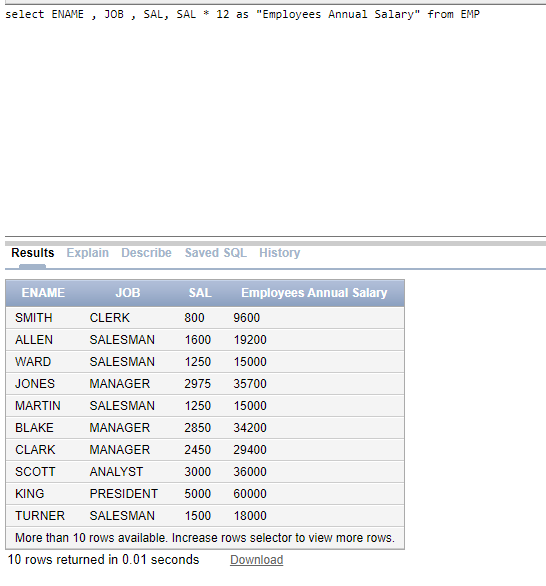 select ENAME , JOB , SAL, SAL * 12 as "Employees Annual Salary" from EMP
Results Explain Describe Saved SQL History
ENAME JOB SAL Employees Annual Salary
SMITH CLERK 800 9600
ALLEN SALESMAN 1600 19200
WARD SALESMAN 1250 15000
JONES MANAGER 2975 35700
MARTIN SALESMAN 1250 15000
BLAKE MANAGER 2850 34200
CLARK MANAGER 2450 29400
SCOTT ANALYST 3000 36000
KING PRESIDENT 5000 60000
TURNER SALESMAN 1500 18000
More than 10 rows available. Increase rows selector to view more rows.
10 rows returned in 0.01 seconds Download